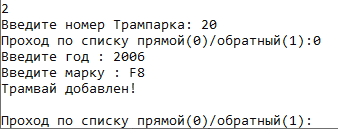 2
Введите номер Трампарка: 20
Проход по списку прямой(0)/обратный(1):0
Введите год : 2006
Введите марку : F8
Трамвай добавлен!
Проход по списку прямой(0)/обратный(1):